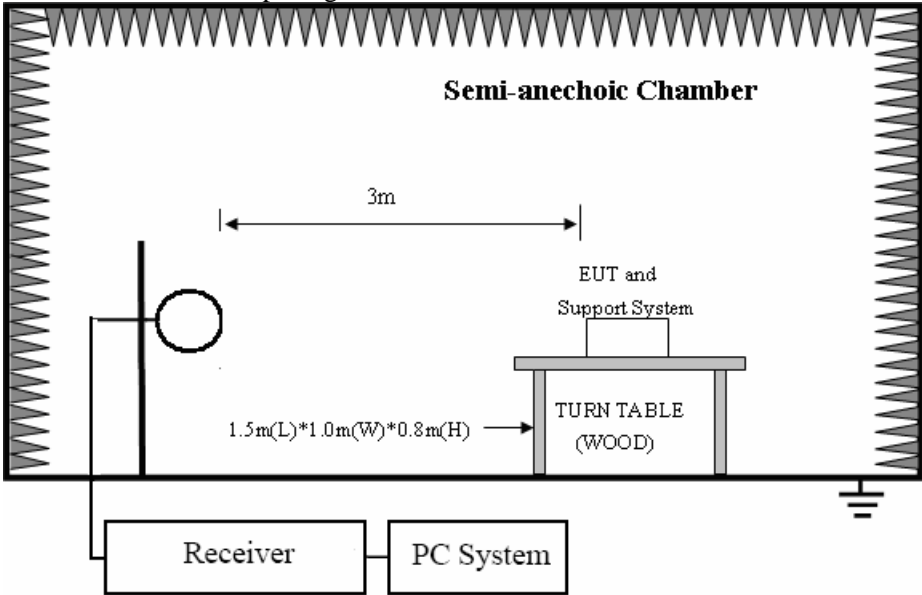 Semi-anechoic Chamber
3m
EUT and
Support System
1.5m(L)*1.0m(W)*0.8m(H)
TURN TABLE
(WOOD)
Receiver
PC System